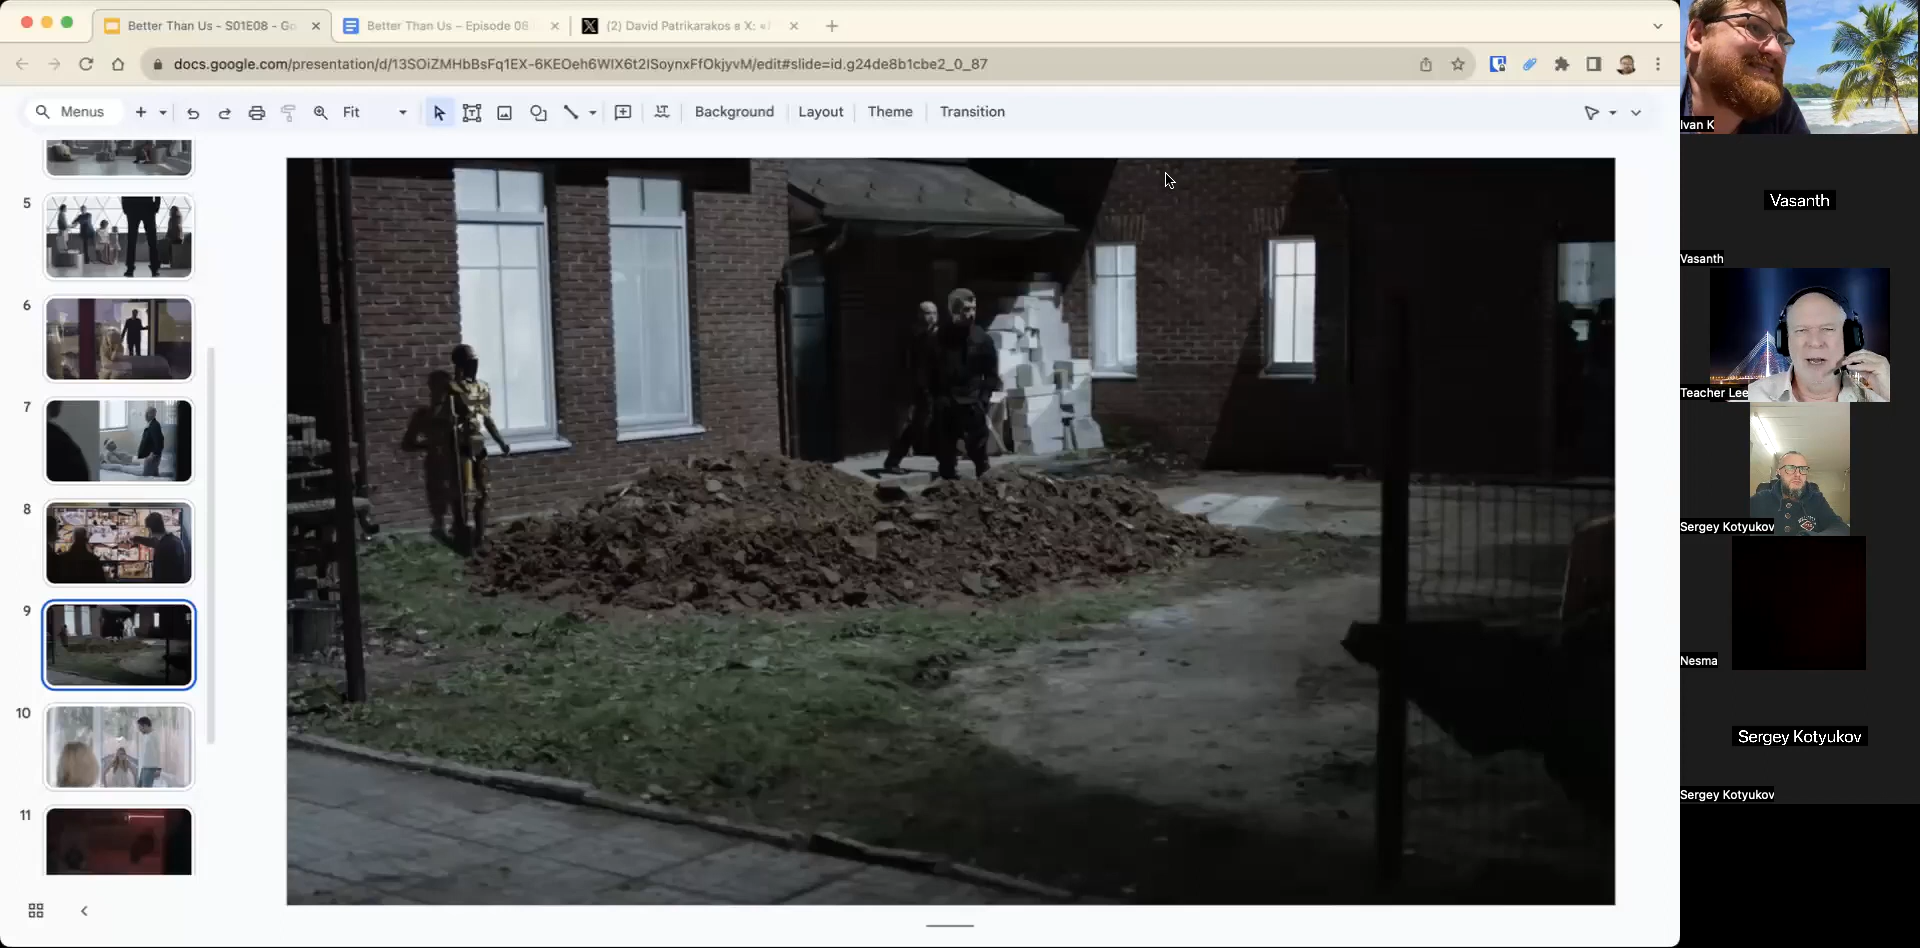 Better Than Us - S01E08 - Go
Better Than Us – Episode 08
(2) David Patrikarakos в X: «
docs.google.com/presentation/d/13SOiZMHbBsFq1EX-6KEOeh6WIX6t2ISoynxFfOkjyvM/edit#slide=id.g24de8b1cbe2_0_87
Menus
Fit
Background
Layout
Theme
Transition
5
6
7
8
9
10
11
Ivan K
Vasanth
Vasanth
Teacher Lee
Sergey Kotyukov
Nesma
Sergey Kotyukov
Sergey Kotyukov